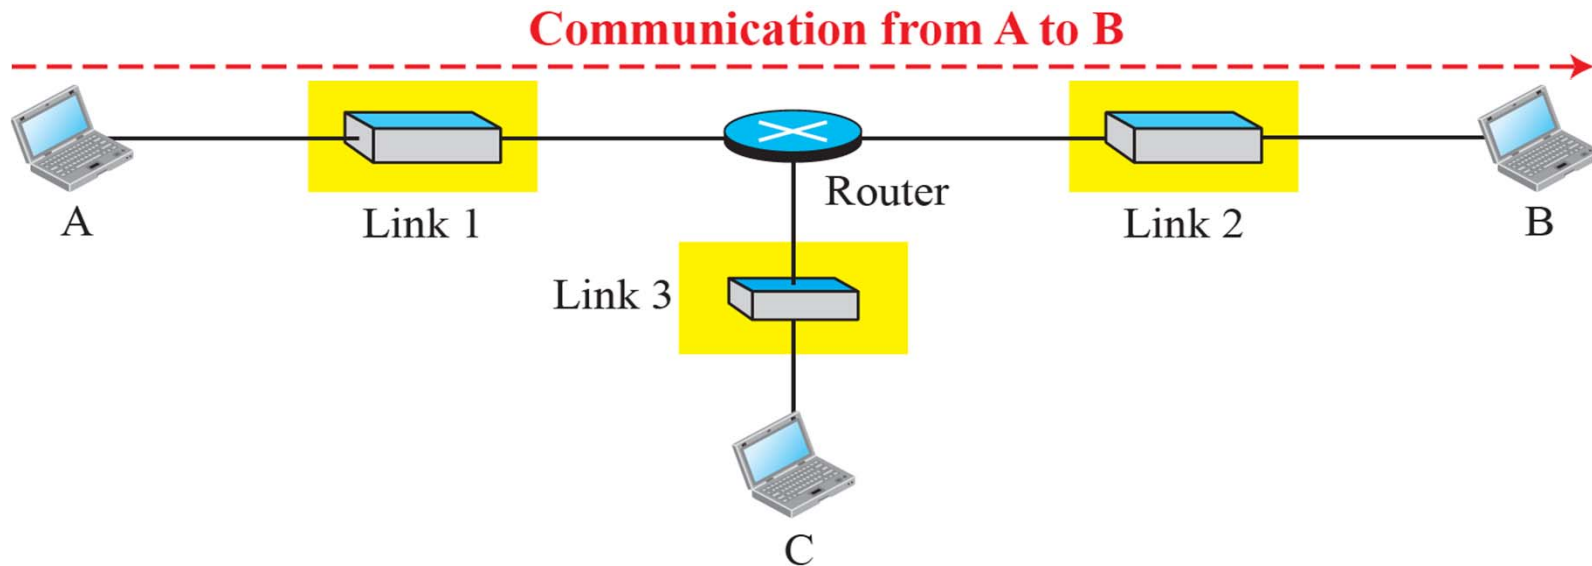 Communication from A to B
A
Link 1
Router
Link 2
B
Link 3
C